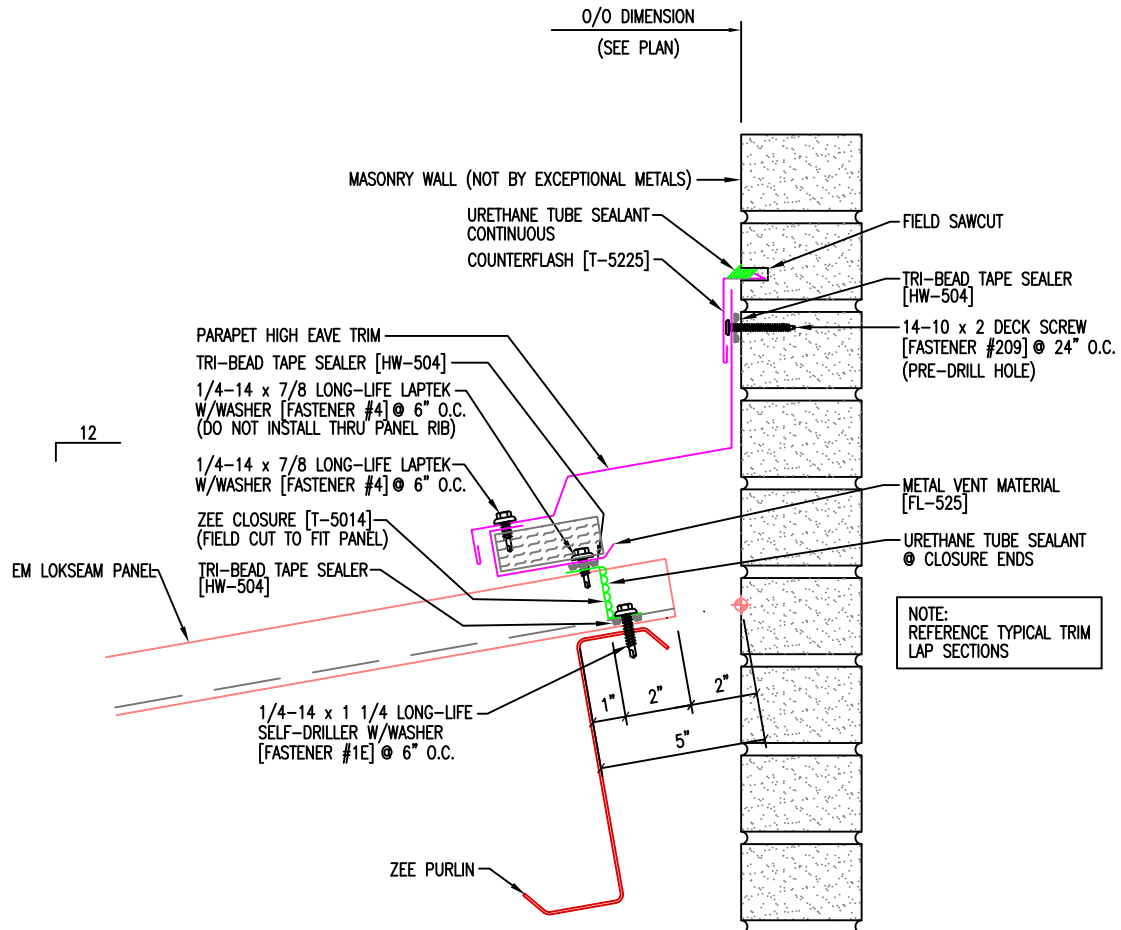 O/O DIMENSION
(SEE PLAN)
MASONRY WALL (NOT BY EXCEPTIONAL METALS)
URETHANE TUBE SEALANT
CONTINUOUS
COUNTERFLASH [T-5225]
FIELD SAWCUT
TRI-BEAD TAPE SEALER
[HW-504]
14-10 x 2 DECK SCREW
[FASTENER #209] @ 24" O.C.
(PRE-DRILL HOLE)
PARAPET HIGH EAVE TRIM
TRI-BEAD TAPE SEALER [HW-504]
1/4-14 x 7/8 LONG-LIFE LAPTEK
W/WASHER [FASTENER #4] @ 6" O.C.
(DO NOT INSTALL THRU PANEL RIB)
12
1/4-14 x 7/8 LONG-LIFE LAPTEK
W/WASHER [FASTENER #4] @ 6" O.C.
METAL VENT MATERIAL
[FL-525]
ZEE CLOSURE [T-5014]
(FIELD CUT TO FIT PANEL)
URETHANE TUBE SEALANT
@ CLOSURE ENDS
EM LOKSEAM PANEL
TRI-BEAD TAPE SEALER
[HW-504]
NOTE:
REFERENCE TYPICAL TRIM
LAP SECTIONS
1"
2"
2"
5"
1/4-14 x 1 1/4 LONG-LIFE
SELF-DRILLER W/WASHER
[FASTENER #1E] @ 6" O.C.
ZEE PURLIN